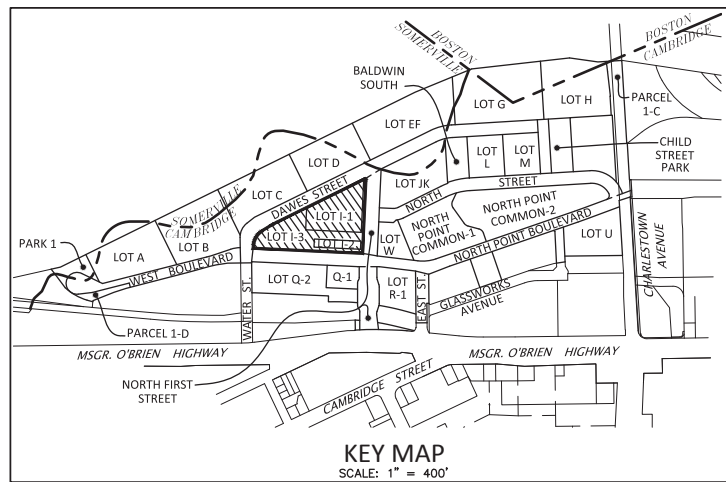 BOSTON
SOMERVILLE
BOSTON
CAMBRIDGE
BALDWIN
SOUTH
LOT G
LOT H
PARCEL
1-C
LOT EF
LOT L
LOT M
CHILD
STREET
PARK
LOT D
LOT JK
NORTH STREET
LOT C
DAWES STREET
SOMERVILLE
CAMBRIDGE
LOT I-1
LOT I-3
LOT I-2
NORTH
POINT
COMMON-1
NORTH POINT
COMMON-2
LOT W
NORTH POINT BOULEVARD
LOT U
PARK 1
LOT A
LOT B
WEST BOULEVARD
LOT Q-2
Q-1
LOT
R-1
EAST ST.
GLASSWORKS
AVENUE
CHARLESTOWN
AVENUE
PARCEL 1-D
WATER ST.
MSGR. O'BRIEN HIGHWAY
MSGR. O'BRIEN HIGHWAY
NORTH FIRST
STREET
CAMBRIDGE STREET
KEY MAP
SCALE: 1" = 400'